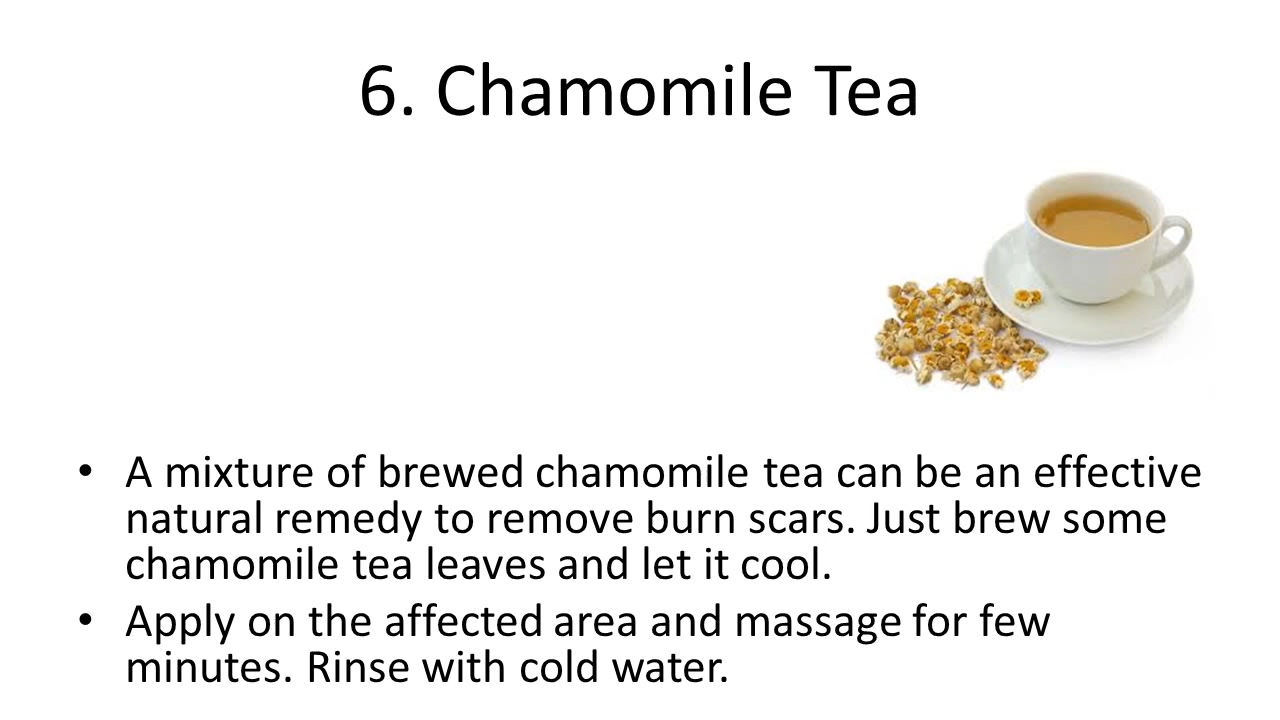 6. Chamomile Tea
• A mixture of brewed chamomile tea can be an effective
natural remedy to remove burn scars. Just brew some
chamomile tea leaves and let it cool.
• Apply on the affected area and massage for few
minutes. Rinse with cold water.